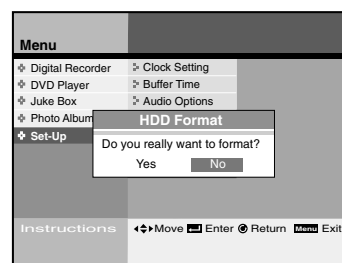 Menu
Digital Recorder
Clock Setting
DVD Player
Buffer Time
Juke Box
Audio Options
Photo Album
HDD Format
Set-Up
Do you really want to format?
Yes No
Instructions
Move Enter Return Menu Exit